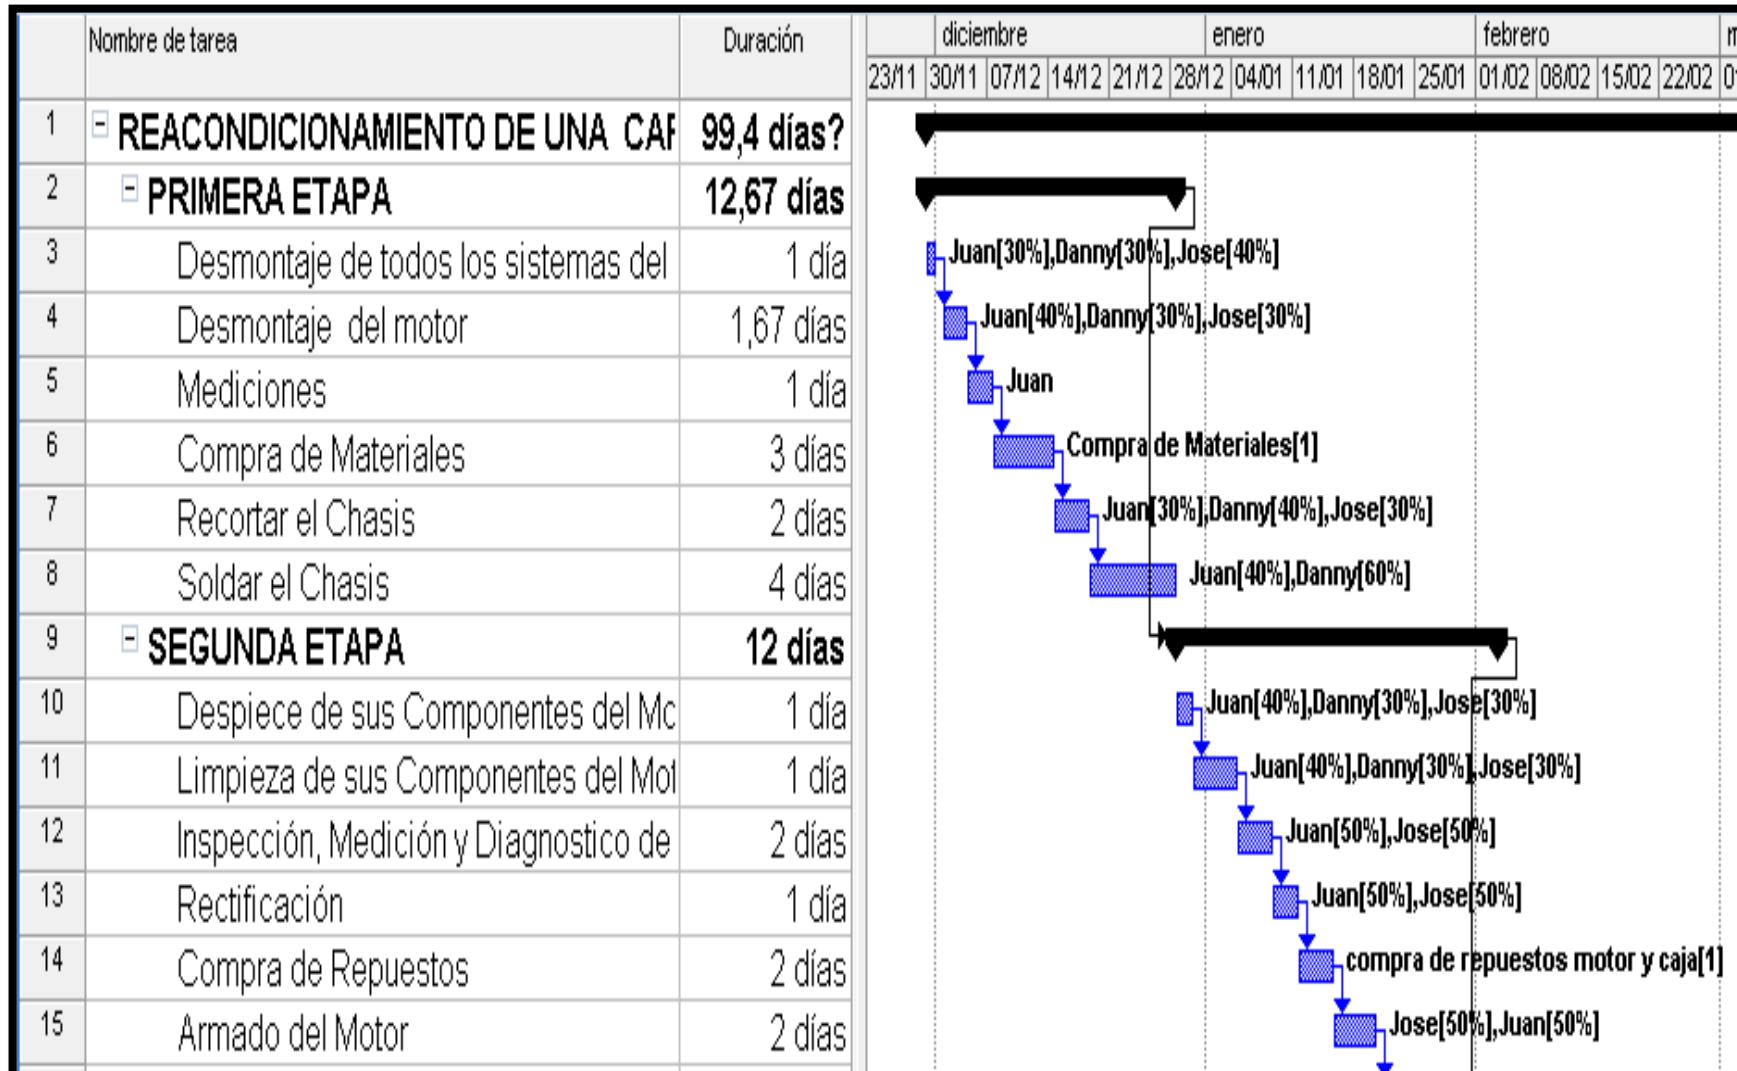 Nombre de tarea Duración diciembre enero febrero
23/11 30/11 07/12 14/12 21/12 28/12 04/01 11/01 18/01 25/01 01/02 08/02 15/02 22/02
1 REACONDICIONAMIENTO DE UNA 99,4 días?
2 PRIMERA ETAPA 12,67 días
3 Desmontaje de todos los sistemas del 1 día Juan[30%],Danny[30%],Jose[40%]
4 Desmontaje del motor 1,67 días Juan[40%],Danny[30%],Jose[30%]
5 Mediciones 1 día Juan
6 Compra de Materiales 3 días Compra de Materiales[1]
7 Recortar el Chasis 2 días Juan[30%],Danny[40%],Jose[30%]
8 Soldar el Chasis 4 días Juan[40%],Danny[60%]
9 SEGUNDA ETAPA 12 días
10 Despiece de sus Componentes del 1 día Juan[40%],Danny[30%],Jose[30%]
11 Limpieza de sus Componentes del 1 día Juan[40%],Danny[30%],Jose[30%]
12 Inspección, Medición y Diagnostico de 2 días Juan[50%],Jose[50%]
13 Rectificación 1 día Juan[50%],Jose[50%]
14 Compra de Repuestos 2 días compra de repuestos motor y caja[1]
15 Armado del Motor 2 días Jose[50%],Juan[50%]